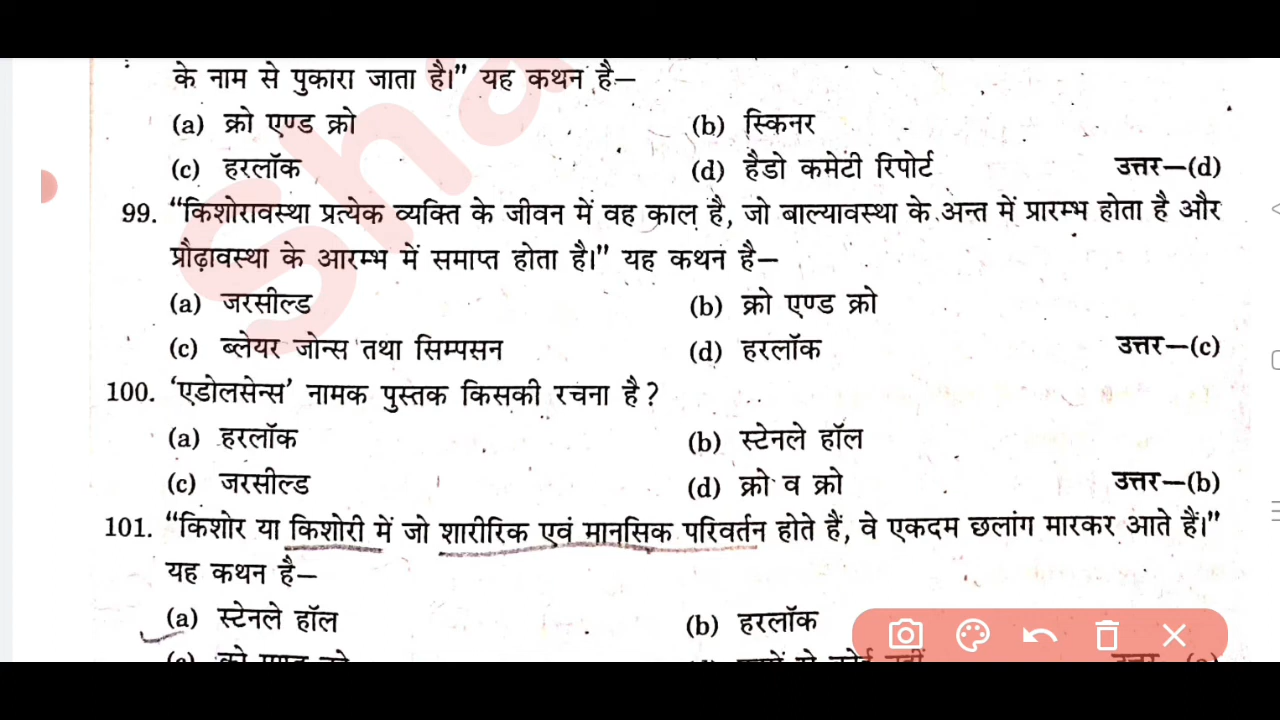 के नाम से पुकारा जाता है।” यह कथन है—
(a) क्रो एण्ड क्रो (b) स्किनर
(c) हरलॉक (d) हैडो कमेटी रिपोर्ट उत्तर—(d)
99. “किशोरावस्था प्रत्येक व्यक्ति के जीवन में वह काल है, जो बाल्यावस्था के अन्त में प्रारम्भ होता है और
प्रौढ़ावस्था के आरम्भ में समाप्त होता है।” यह कथन है—
(a) जरसील्ड (b) क्रो एण्ड क्रो
(c) ब्लेयर जोन्स तथा सिम्पसन (d) हरलॉक उत्तर—(c)
100. ‘एडोलसेन्स’ नामक पुस्तक किसकी रचना है ?
(a) हरलॉक (b) स्टेनले हॉल
(c) जरसील्ड (d) क्रो व क्रो उत्तर—(b)
101. “किशोर या किशोरी में जो शारीरिक एवं मानसिक परिवर्तन होते हैं, वे एकदम छलांग मारकर आते हैं।”
यह कथन है—
(a) स्टेनले हॉल (b) हरलॉक
Sha